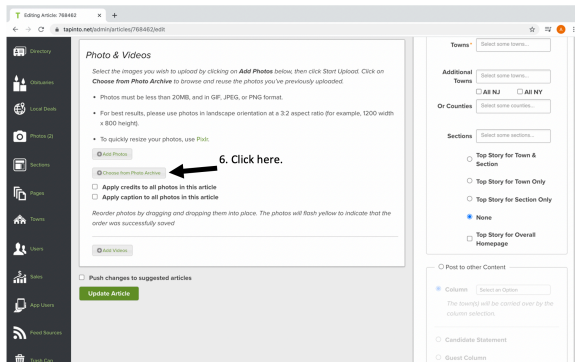 Editing Article: 768462
tapinto.net/admin/articles/768462/edit
Directory
Obituaries
Local Deals
Photos (2)
Sections
Pages
Towns
Users
Sales
App Users
Feed Sources
Trash Can
Photo & Videos
Select the images you wish to upload by clicking on Add Photos below, then click Start Upload. Click on
Choose from Photo Archive to browse and reuse the photos you've previously uploaded.
• Photos must be less than 20MB, and in GIF, JPEG, or PNG format.
• For best results, please use photos in landscape orientation at a 3:2 aspect ratio (for example, 1200 width
x 800 height).
• To quickly resize your photos, use Pixlr.
Add Photos
6. Click here.
Choose from Photo Archive
Apply credits to all photos in this article
Apply caption to all photos in this article
Reorder photos by dragging and dropping them into place. The photos will flash yellow to indicate that the
order was successfully saved
Add Videos
Push changes to suggested articles
Update Article
Towns* Select some towns...
Additional
Towns Select some towns...
All NJ All NY
Or Counties Select some counties...
Sections Select some sections...
Top Story for Town &
Section
Top Story for Town Only
Top Story for Section Only
None
Top Story for Overall
Homepage
Post to other Content
Column Select an Option
The town(s) will be carried over by the
column selection.
Candidate Statement
Guest Column